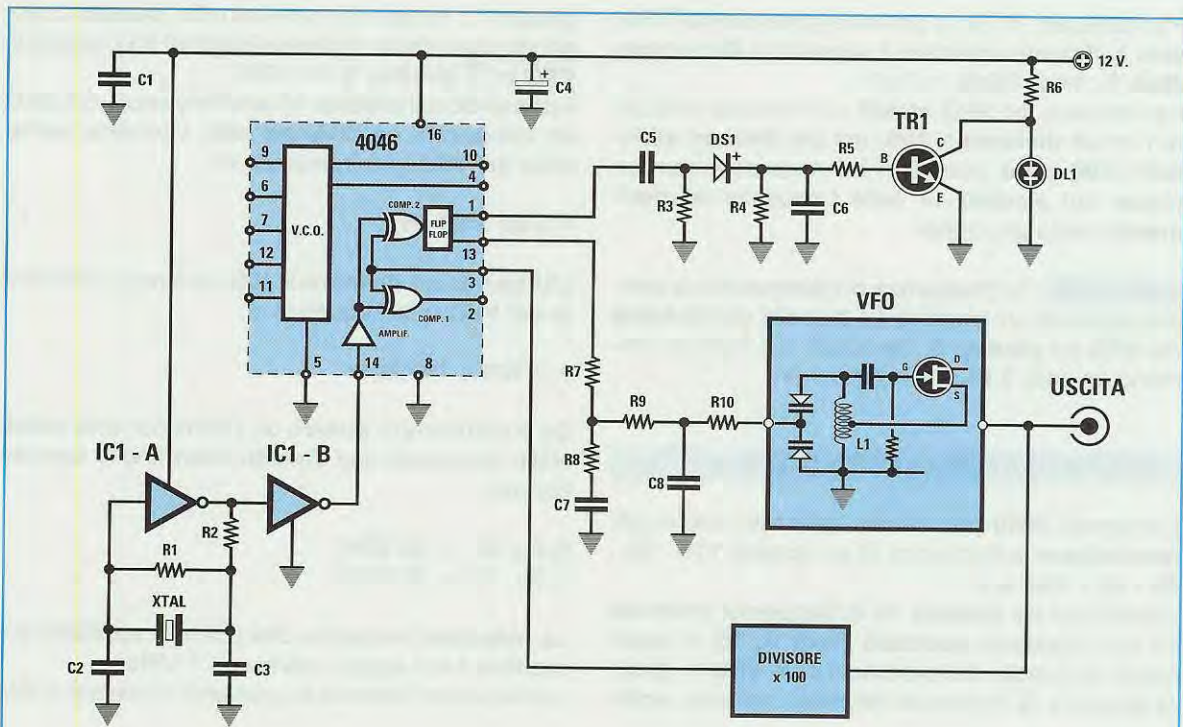 C1
C4
+
12 V.
R6
16
4046
9
6
7
12
11
V.C.O.
10
4
1
13
3
2
COMP. 2
FLIP
FLOP
COMP. 1
AMPLIF.
5
14
8
C5
R3
DS1
+
R4
C6
R5
TR1
B
C
E
DL1
R7
R8
C7
R9
C8
R10
VFO
G
D
S
L1
USCITA
IC1 - A
IC1 - B
R2
R1
XTAL
C2
C3
DIVISORE
x 100